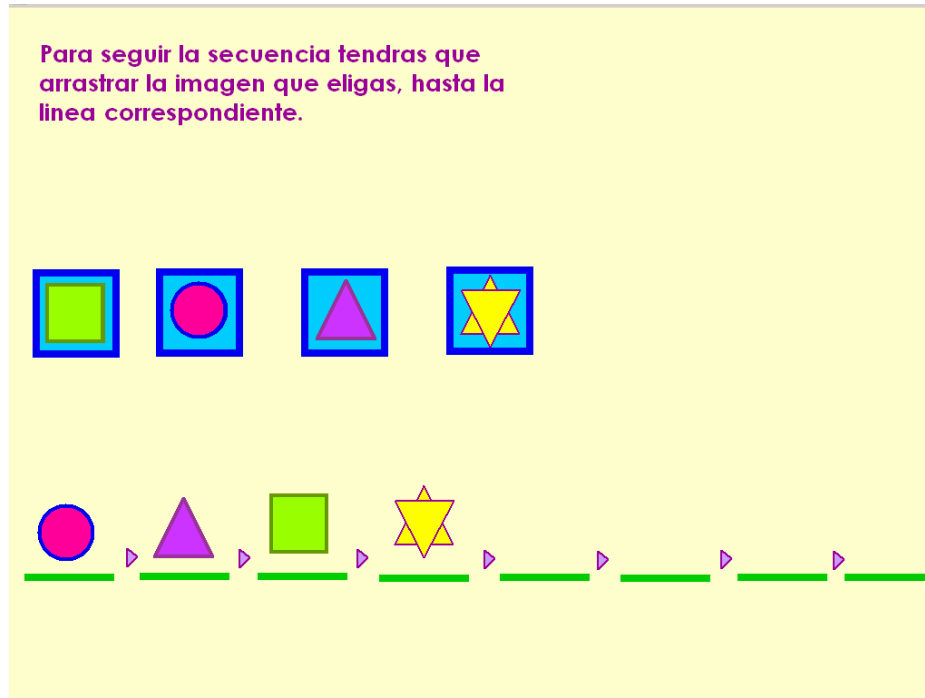 Para seguir la secuencia tendras que
arrastrar la imagen que eligas, hasta la
linea correspondiente.